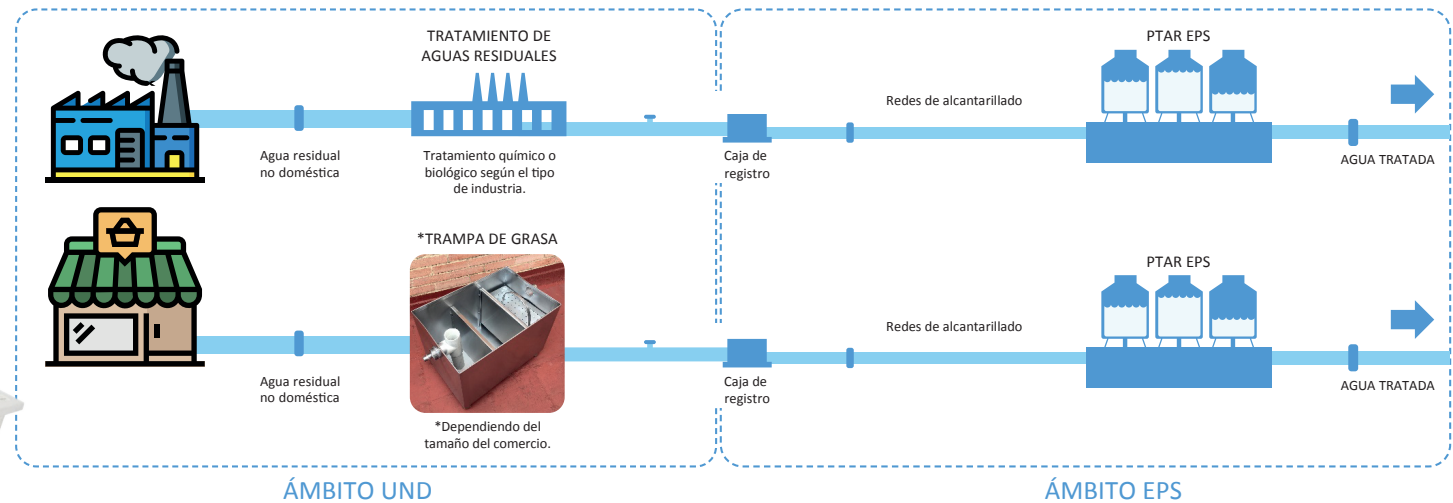 TRATAMIENTO DE
AGUAS RESIDUALES
PTAR EPS
Redes de alcantarillado
Agua residual
no doméstica
Tratamiento químico o
biológico según el tipo
de industria.
Caja de
registro
AGUA TRATADA
*TRAMPA DE GRASA
PTAR EPS
Redes de alcantarillado
Agua residual
no doméstica
Caja de
registro
AGUA TRATADA
*Dependiendo del
tamaño del comercio.
ÁMBITO UND
ÁMBITO EPS